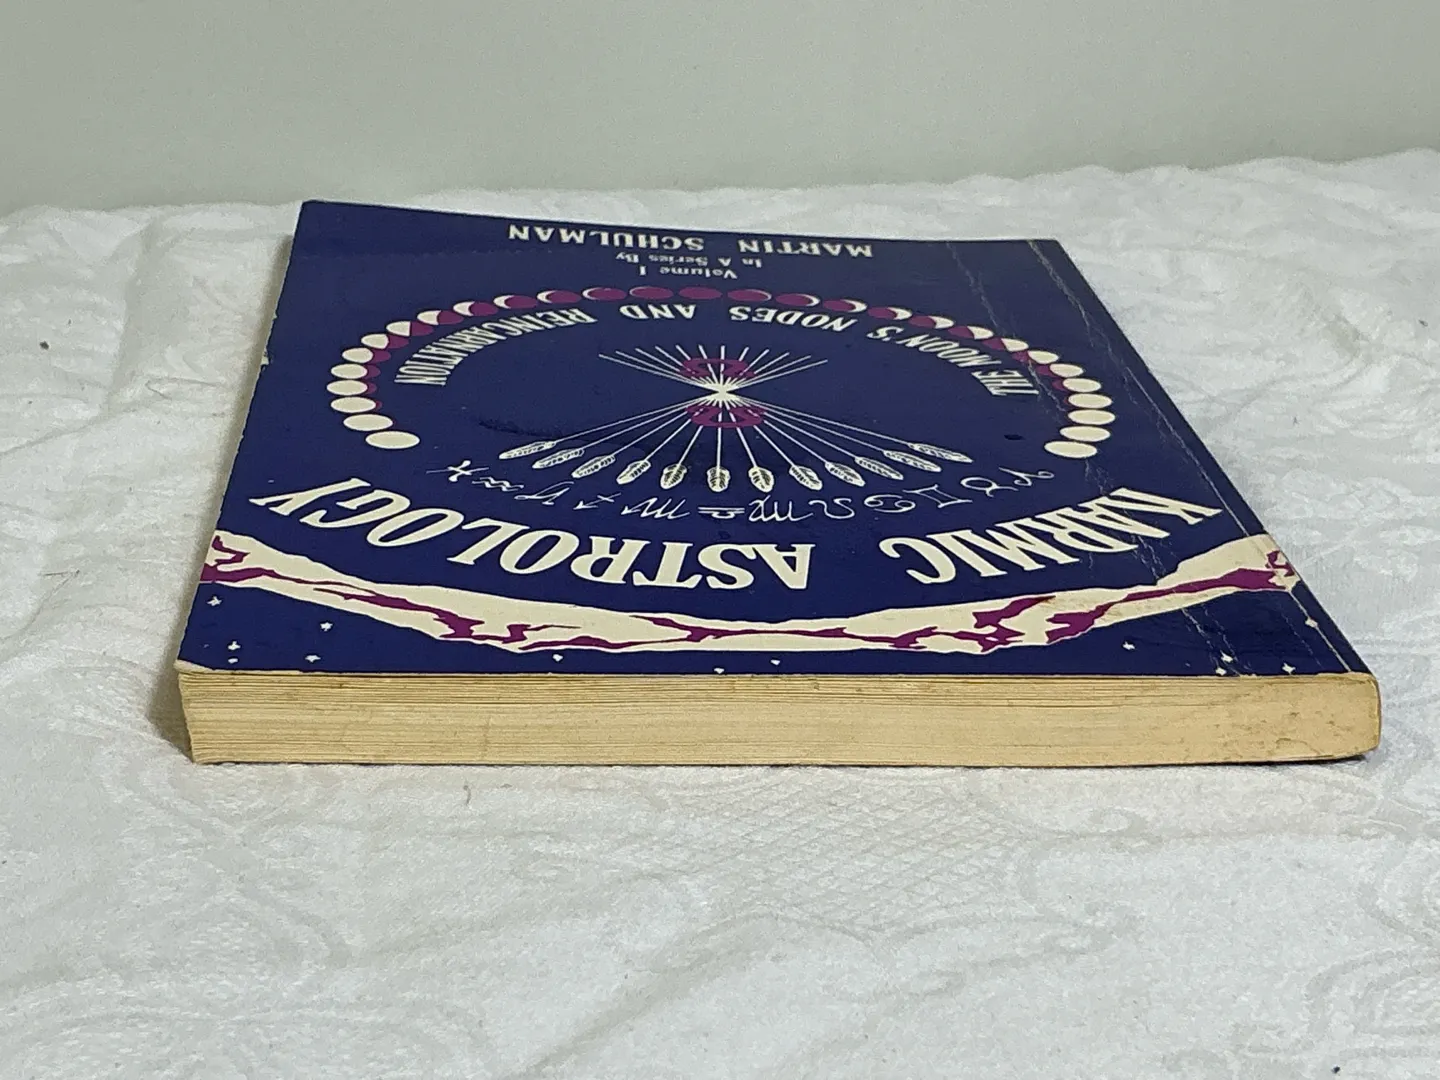 KARMIC ASTROLOGY
♈ ♉ ♊ ♋ ♌ ♍ ♎ ♏ ♐ ♑ ♒ ♓
THE MOON'S NODES AND REINCARNATION
Volume I
In A Series By
MARTIN SCHULMAN